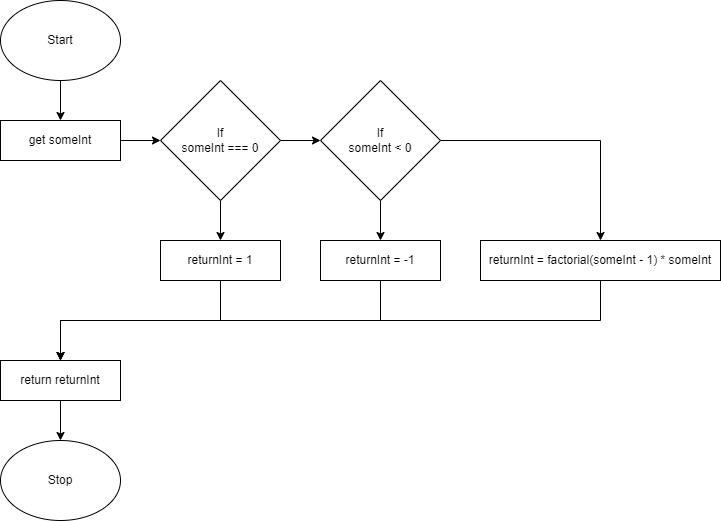 Start
get someInt
If
someInt === 0
If
someInt < 0
returnInt = 1
returnInt = -1
returnInt = factorial(someInt - 1) * someInt
return returnInt
Stop